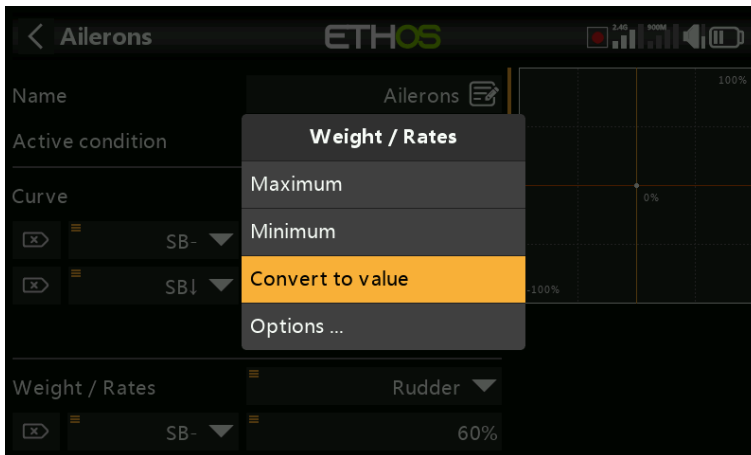 Ailerons
ETHOS
2.4G
900M
Name
Ailerons
100%
Active condition
Weight / Rates
Maximum
Curve
0%
Minimum
SB-
Convert to value
SB↓
-100%
Options ...
Weight / Rates
Rudder
SB-
60%